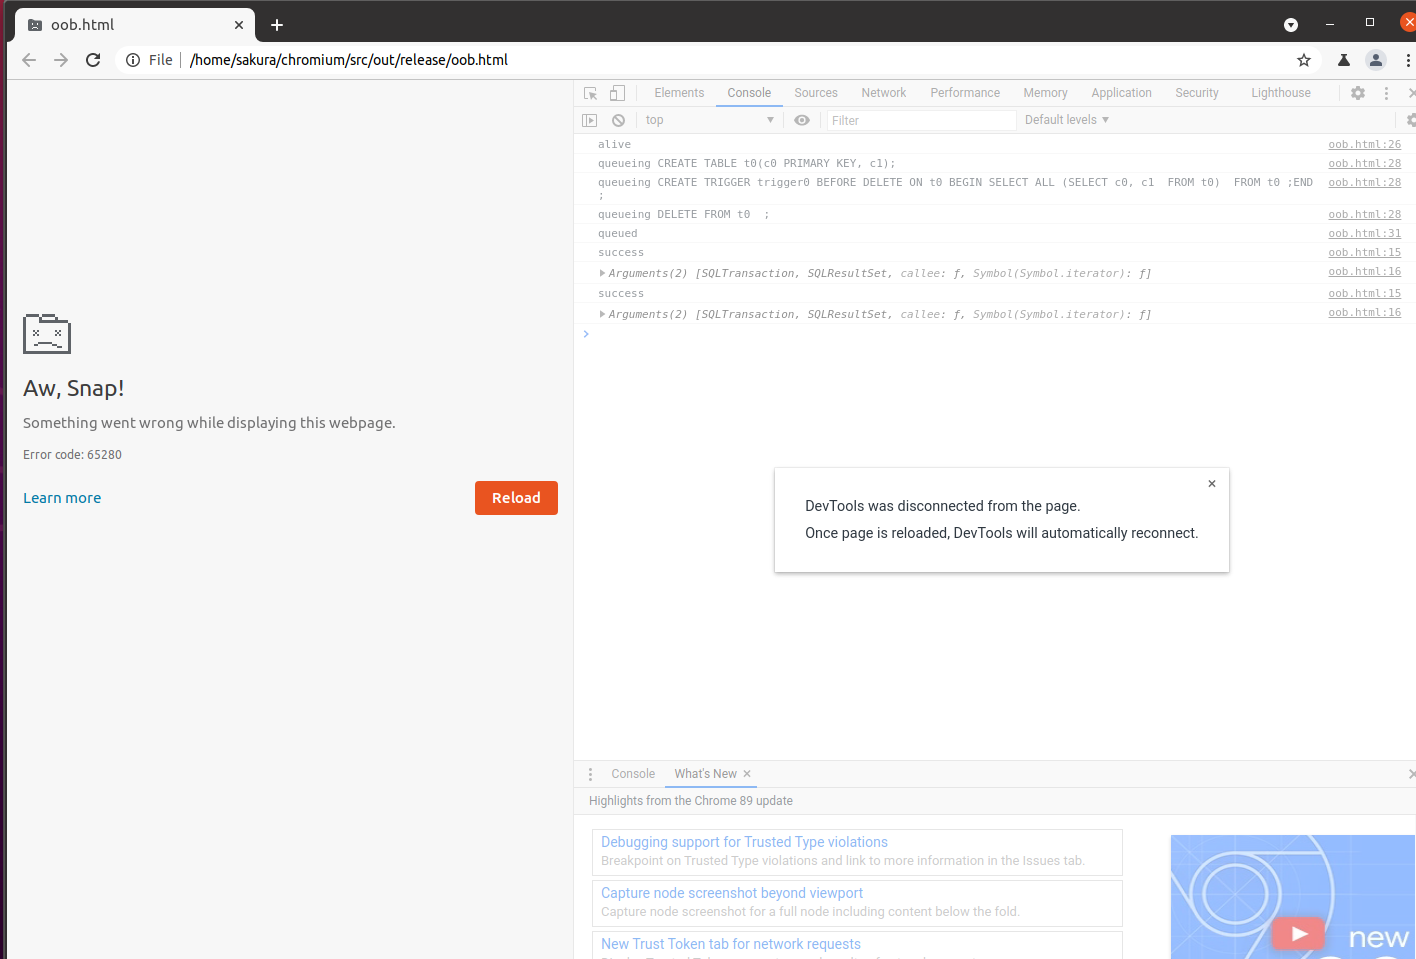 oob.html
File /home/sakura/chromium/src/out/release/oob.html
Elements Console Sources Network Performance Memory Application Security Lighthouse
top Filter Default levels
alive oob.html:26
queueing CREATE TABLE t0(c0 PRIMARY KEY, c1); oob.html:28
queueing CREATE TRIGGER trigger0 BEFORE DELETE ON t0 BEGIN SELECT ALL (SELECT c0, c1  FROM t0)  FROM t0 ;END oob.html:28
;
queueing DELETE FROM t0  ; oob.html:28
queued oob.html:31
success oob.html:15
Arguments(2) [SQLTransaction, SQLResultSet, callee: ƒ, Symbol(Symbol.iterator): ƒ] oob.html:16
success oob.html:15
Arguments(2) [SQLTransaction, SQLResultSet, callee: ƒ, Symbol(Symbol.iterator): ƒ] oob.html:16
Aw, Snap!
Something went wrong while displaying this webpage.
Error code: 65280
Learn more Reload
DevTools was disconnected from the page.
Once page is reloaded, DevTools will automatically reconnect.
Console What's New
Highlights from the Chrome 89 update
Debugging support for Trusted Type violations
Breakpoint on Trusted Type violations and link to more information in the Issues tab.
Capture node screenshot beyond viewport
Capture node screenshot for a full node including content below the fold.
New Trust Token tab for network requests
new